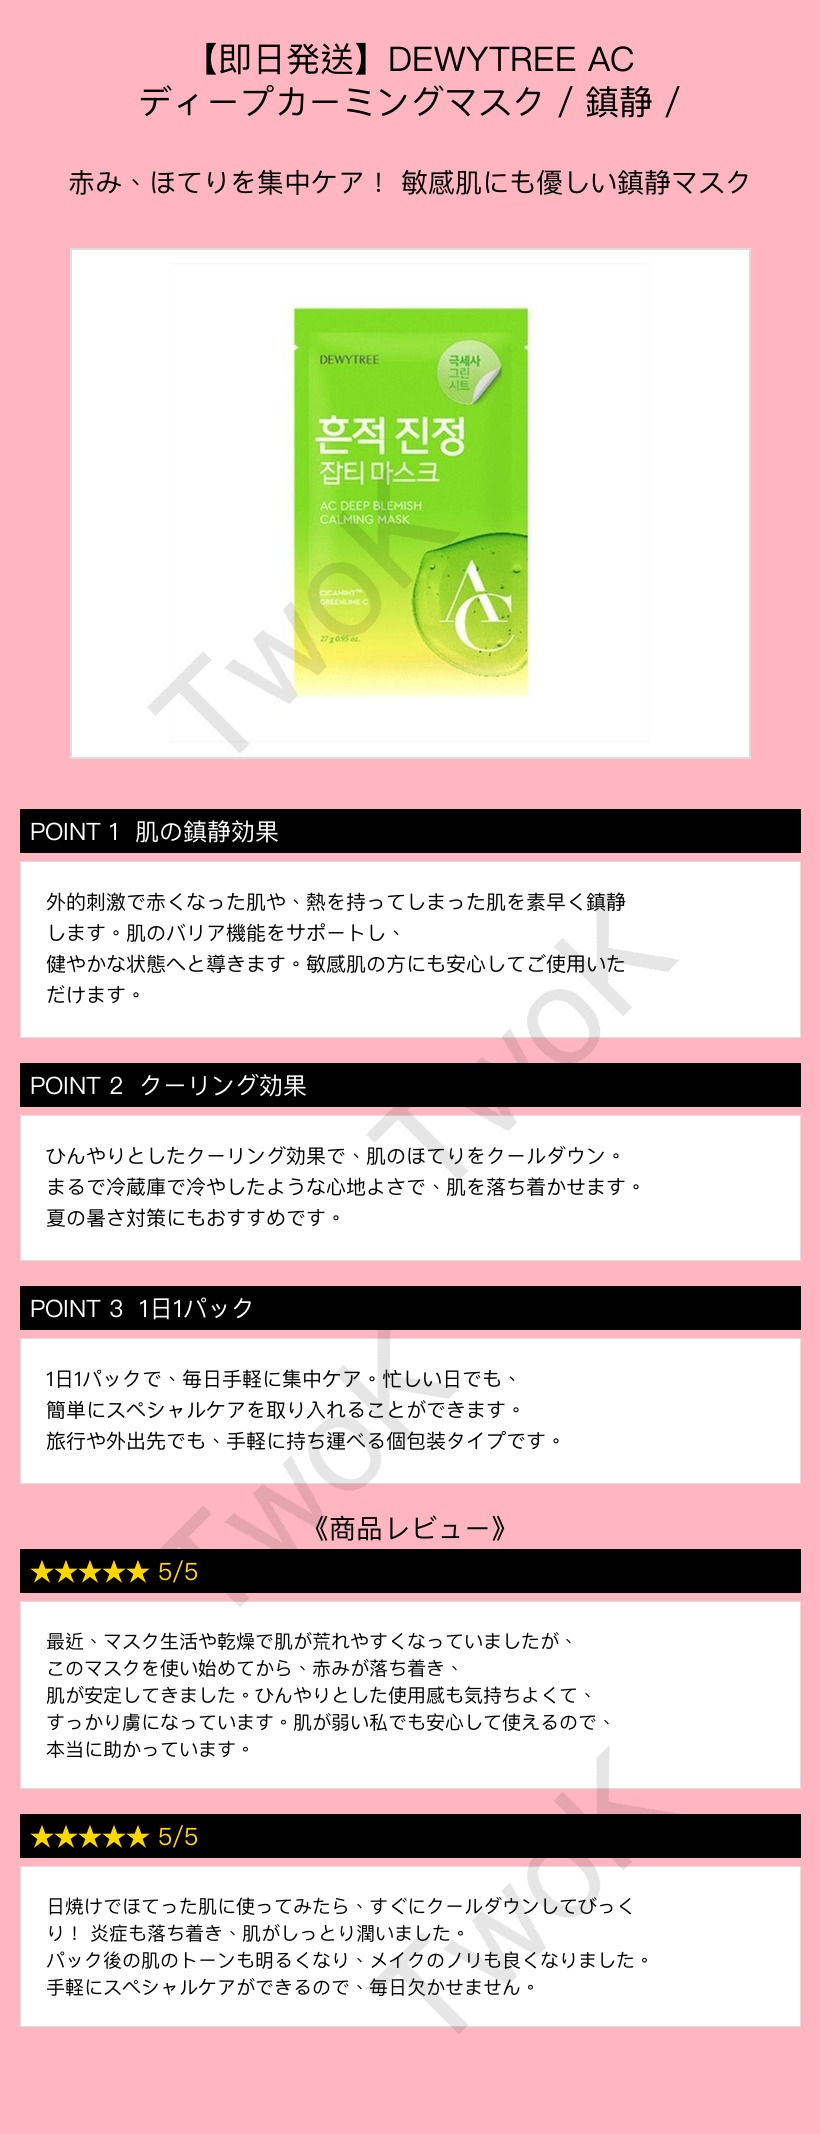 【即日発送】DEWYTREE AC
ディープカーミングマスク / 鎮静 /
赤み、ほてりを集中ケア！ 敏感肌にも優しい鎮静マスク
DEWYTREE
극세사
그린
시트
흔적 진정
잡티 마스크
AC DEEP BLEMISH
CALMING MASK
CICAMINT™
GREENLIME C
27 g 0.95 oz.
AC
TwoK
POINT 1 肌の鎮静効果
外的刺激で赤くなった肌や、熱を持ってしまった肌を素早く鎮静
します。肌のバリア機能をサポートし、
健やかな状態へと導きます。敏感肌の方にも安心してご使用いた
だけます。
TwoK
POINT 2 クーリング効果
ひんやりとしたクーリング効果で、肌のほてりをクールダウン。
まるで冷蔵庫で冷やしたような心地よさで、肌を落ち着かせます。
夏の暑さ対策にもおすすめです。
POINT 3 1日1パック
1日1パックで、毎日手軽に集中ケア。忙しい日でも、
簡単にスペシャルケアを取り入れることができます。
旅行や外出先でも、手軽に持ち運べる個包装タイプです。
TwoK
《商品レビュー》
★★★★★ 5/5
最近、マスク生活や乾燥で肌が荒れやすくなっていましたが、
このマスクを使い始めてから、赤みが落ち着き、
肌が安定してきました。ひんやりとした使用感も気持ちよくて、
すっかり虜になっています。肌が弱い私でも安心して使えるので、
本当に助かっています。
★★★★★ 5/5
日焼けでほてった肌に使ってみたら、すぐにクールダウンしてびっく
り！ 炎症も落ち着き、肌がしっとり潤いました。
パック後の肌のトーンも明るくなり、メイクのノリも良くなりました。
手軽にスペシャルケアができるので、毎日欠かせません。
TwoK